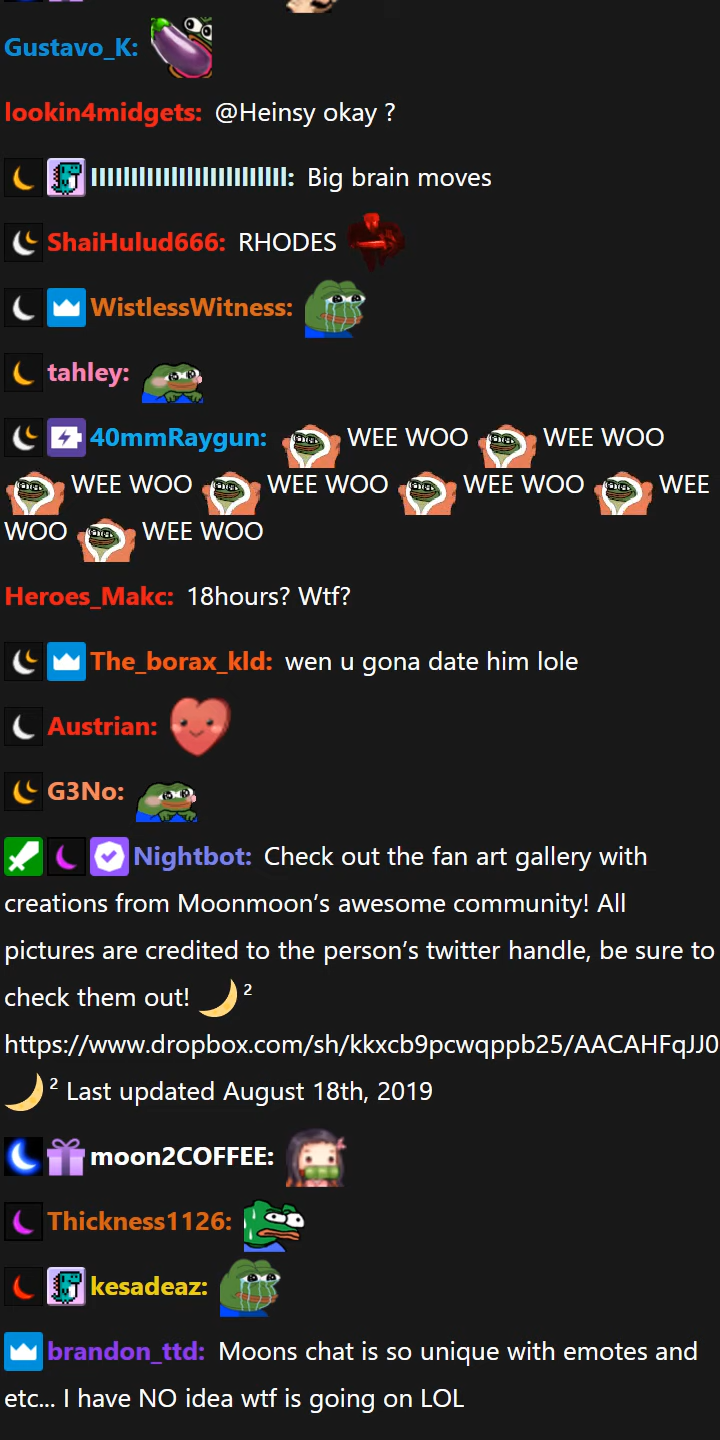 Gustavo_K:
lookin4midgets: @Heinsy okay ?
Big brain moves
ShaiHulud666: RHODES
WistlessWitness:
tahley:
40mmRaygun: WEE WOO WEE WOO
WEE WOO WEE WOO WEE WOO WEE
WOO WEE WOO
Heroes_Makc: 18hours? Wtf?
The_borax_kld: wen u gona date him lole
Austrian:
G3No:
Nightbot: Check out the fan art gallery with
creations from Moonmoon’s awesome community! All
pictures are credited to the person’s twitter handle, be sure to
check them out! ²
https://www.dropbox.com/sh/kkxcb9pcwqppb25/AACAHFqJJ0
² Last updated August 18th, 2019
moon2COFFEE:
Thickness1126:
kesadeaz:
brandon_ttd: Moons chat is so unique with emotes and
etc... I have NO idea wtf is going on LOL